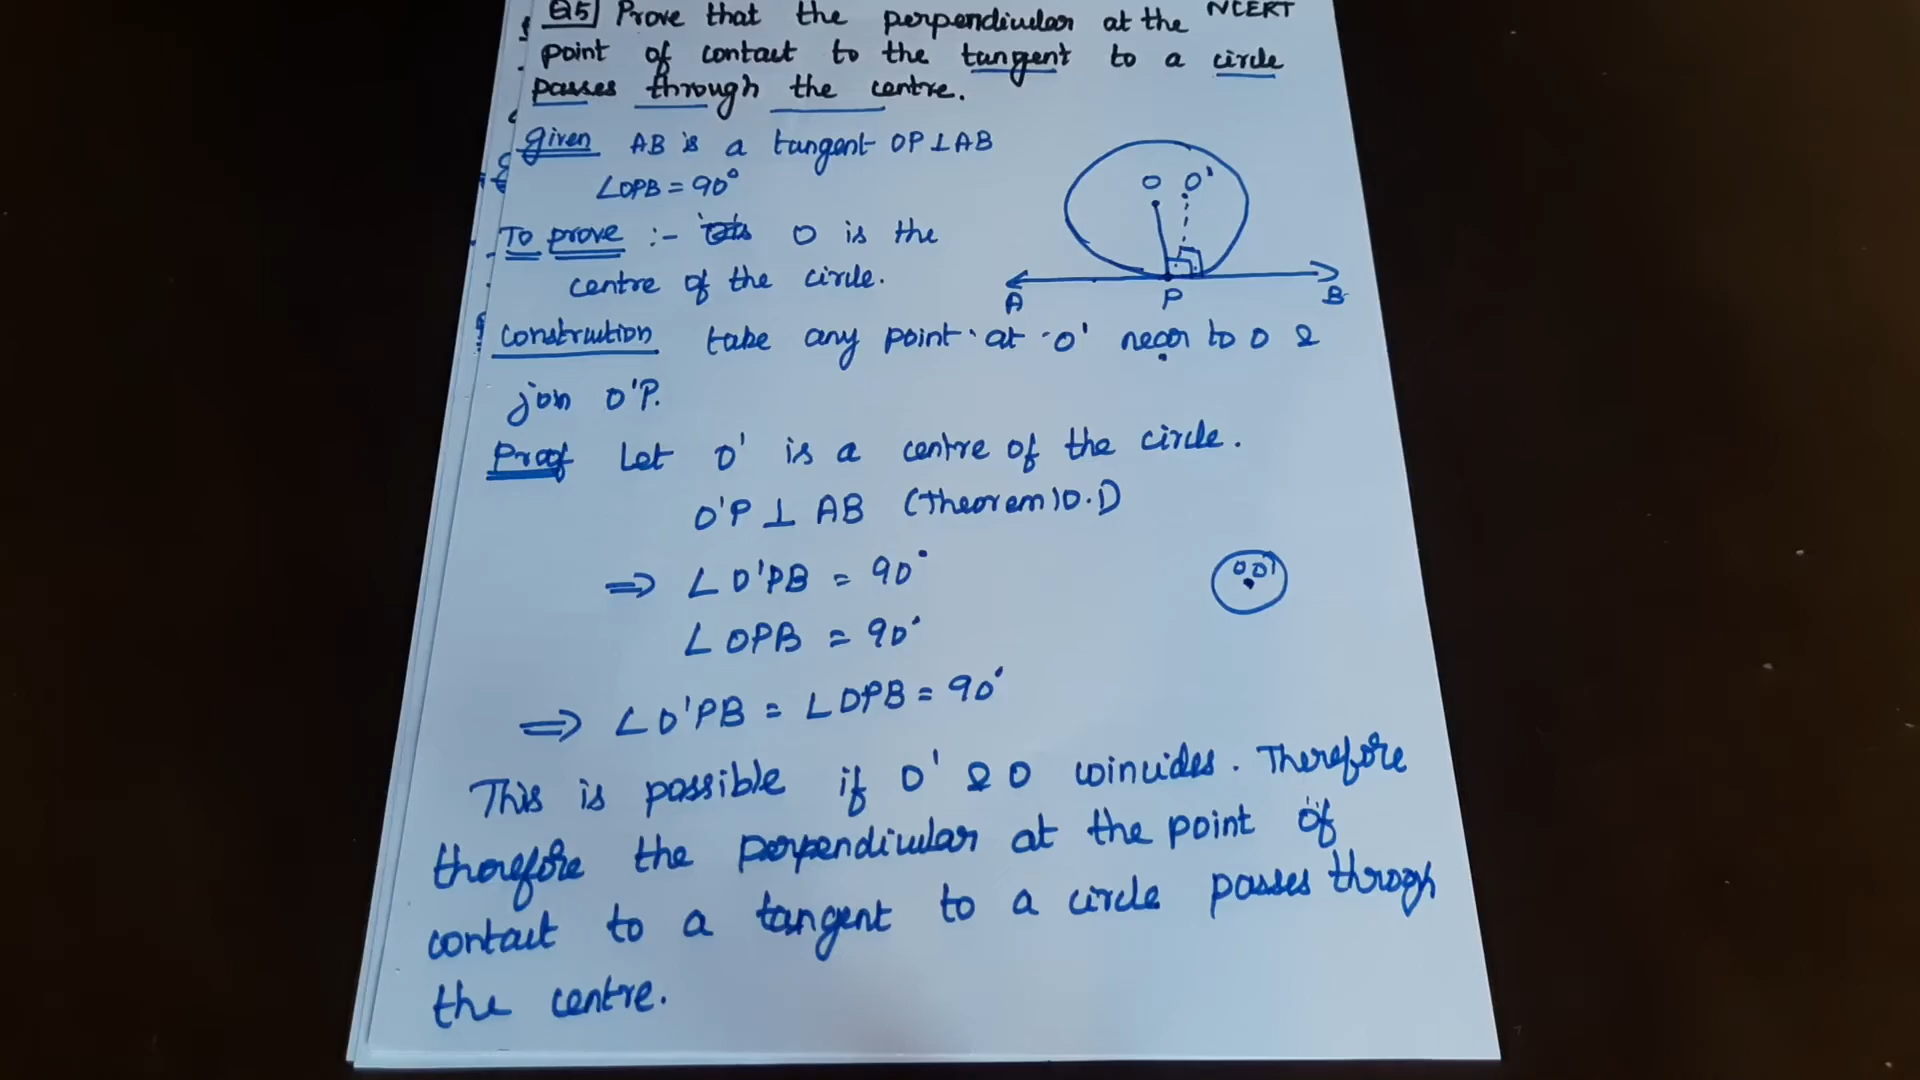 Q5 Prove that the perpendicular at the NCERT
point of contact to the tangent to a circle
passes through the centre.
Given AB is a tangent OP⊥AB
∠OPB = 90°
To prove :- O is the
centre of the circle.
O O'
A P B
Construction take any point at O' near to O &
join O'P.
Proof Let O' is a centre of the circle.
O'P ⊥ AB (Theorem 10.1)
⇒ ∠O'PB = 90°
O O'
∠OPB = 90°
⇒ ∠O'PB = ∠OPB = 90°
This is possible if O' & O coincides. Therefore
therefore the perpendicular at the point of
contact to a tangent to a circle passes throgh
the centre.